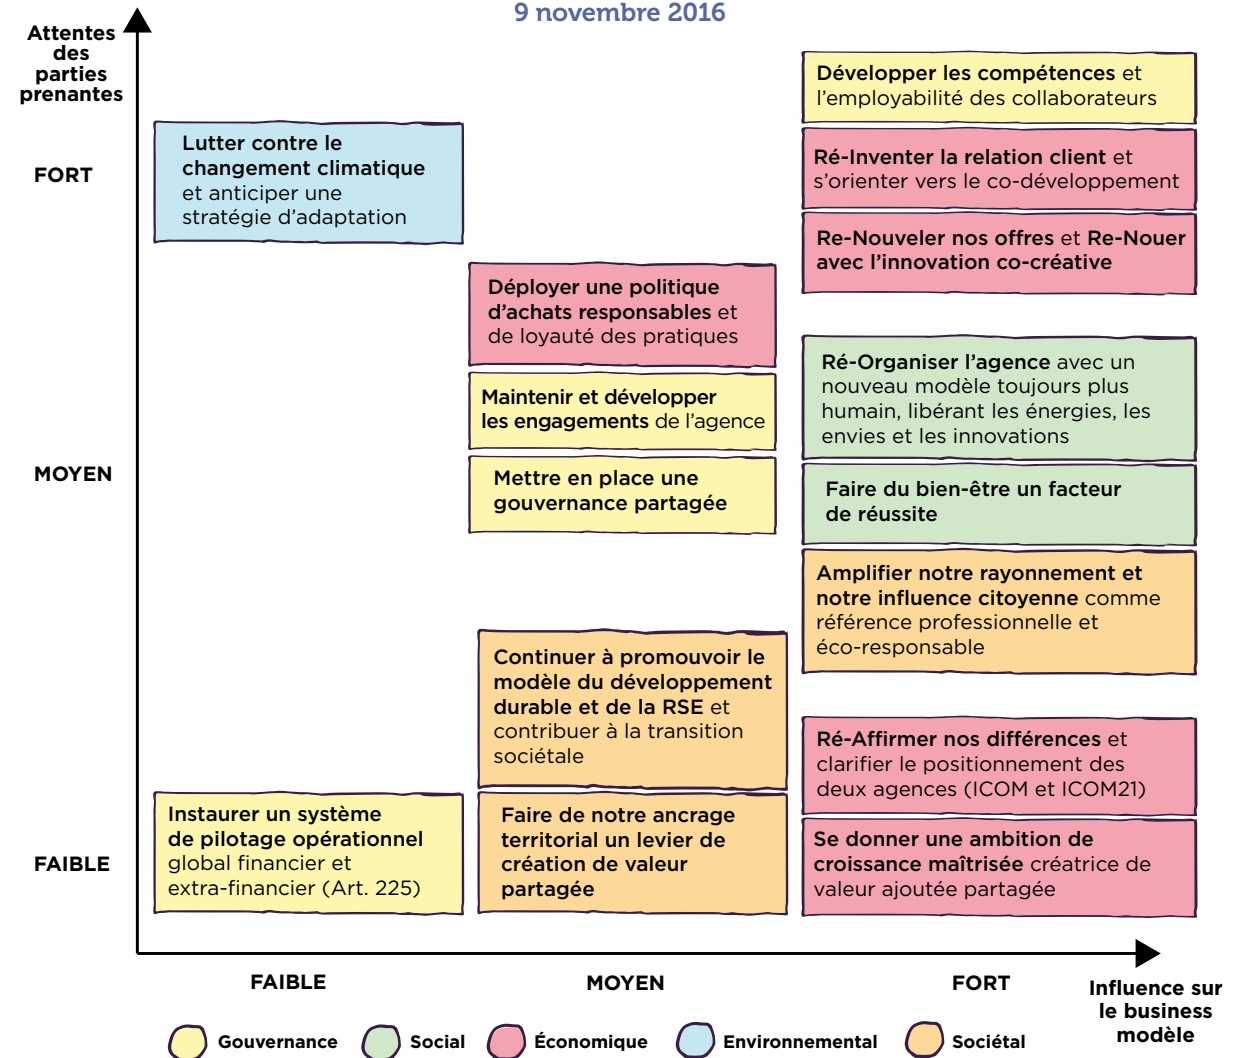 9 novembre 2016
Attentes
des
parties
prenantes
FORT
MOYEN
FAIBLE
Lutter contre le
changement climatique
et anticiper une
stratégie d'adaptation
Instaurer un système
de pilotage opérationnel
global financier et
extra-financier (Art. 225)
Déployer une politique
d'achats responsables et
de loyauté des pratiques
Maintenir et développer
les engagements de l'agence
Mettre en place une
gouvernance partagée
Continuer à promouvoir le
modèle du développement
durable et de la RSE et
contribuer à la transition
sociétale
Faire de notre ancrage
territorial un levier de
création de valeur
partagée
Développer les compétences et
l'employabilité des collaborateurs
Ré-Inventer la relation client et
s'orienter vers le co-développement
Re-Nouveler nos offres et Re-Nouer
avec l'innovation co-créative
Ré-Organiser l'agence avec un
nouveau modèle toujours plus
humain, libérant les énergies, les
envies et les innovations
Faire du bien-être un facteur
de réussite
Amplifier notre rayonnement et
notre influence citoyenne comme
référence professionnelle et
éco-responsable
Ré-Affirmer nos différences et
clarifier le positionnement des
deux agences (ICOM et ICOM21)
Se donner une ambition de
croissance maîtrisée créatrice de
valeur ajoutée partagée
FAIBLE
MOYEN
FORT
Influence sur
le business
modèle
Gouvernance
Social
Économique
Environnemental
Sociétal